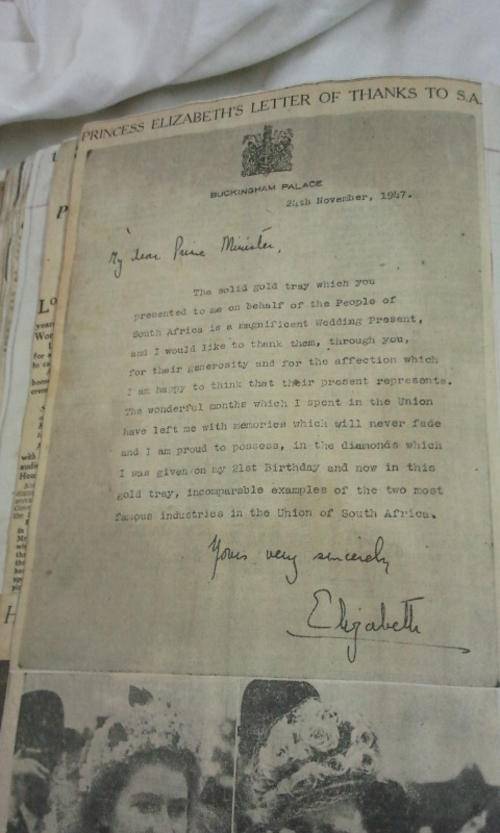 PRINCESS ELIZABETH'S LETTER OF THANKS TO S.A.
BUCKINGHAM PALACE
24th November, 1947.
My dear Prime Minister,
The solid gold tray which you
presented to me on behalf of the People of
South Africa is a magnificent Wedding Present,
and I would like to thank them, through you,
for their generosity and for the affection which
I am happy to think that their present represents.
The wonderful months which I spent in the Union
have left me with memories which will never fade
and I am proud to possess, in the diamonds which
I was given on my 21st Birthday and now in this
gold tray, incomparable examples of the two most
famous industries in the Union of South Africa.
Yours very sincerely
Elizabeth